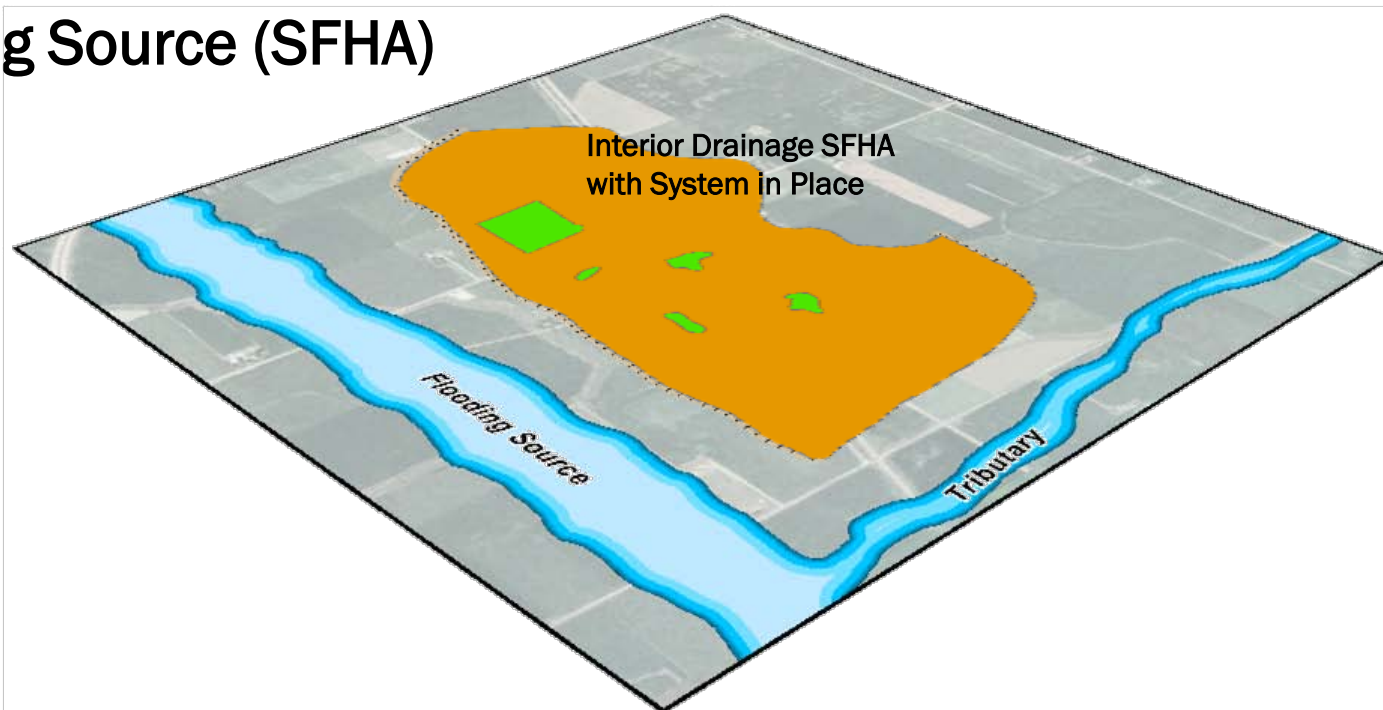 g Source (SFHA)
Interior Drainage SFHA
with System in Place
Flooding Source
Tributary